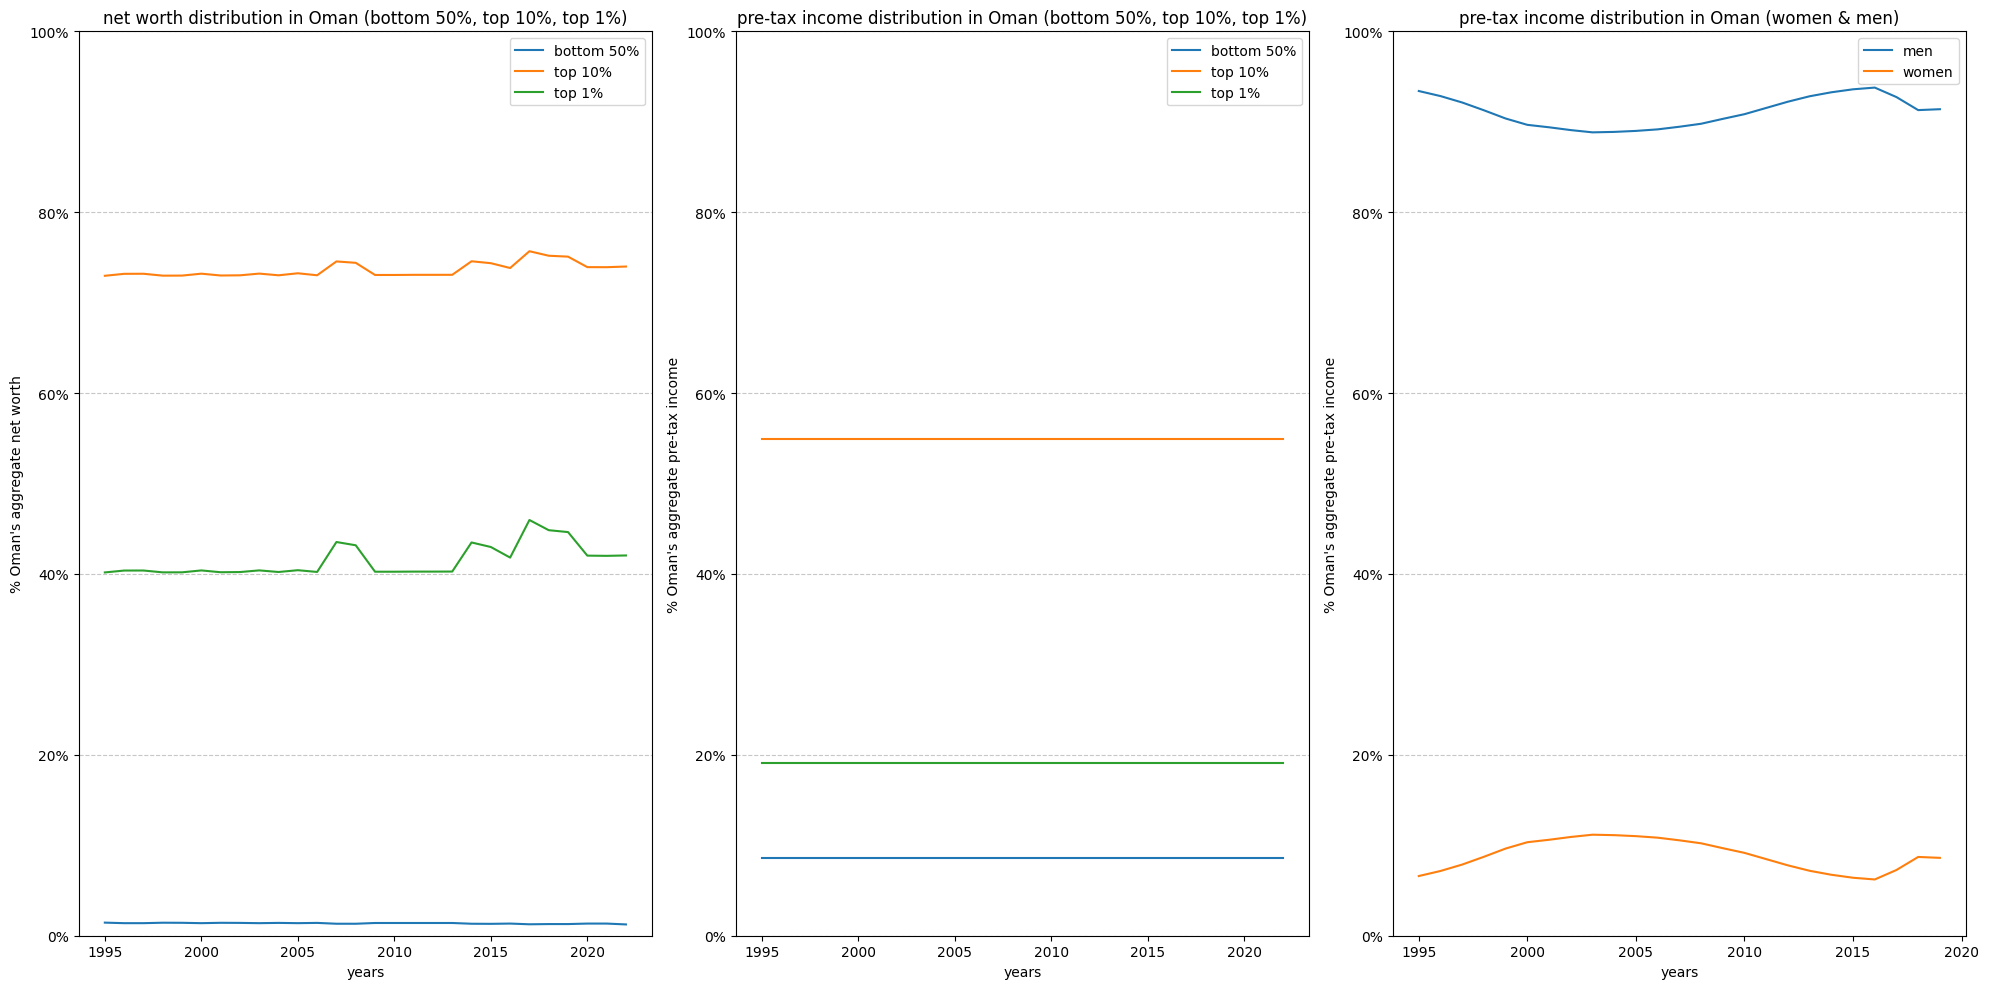 net worth distribution in Oman (bottom 50%, top 10%, top 1%)
100%
80%
60%
40%
20%
0%
% Oman's aggregate net worth
bottom 50%
top 10%
top 1%
1995
2000
2005
2010
2015
2020
years
pre-tax income distribution in Oman (bottom 50%, top 10%, top 1%)
100%
80%
60%
40%
20%
0%
% Oman's aggregate pre-tax income
bottom 50%
top 10%
top 1%
1995
2000
2005
2010
2015
2020
years
pre-tax income distribution in Oman (women & men)
100%
80%
60%
40%
20%
0%
% Oman's aggregate pre-tax income
men
women
1995
2000
2005
2010
2015
2020
years